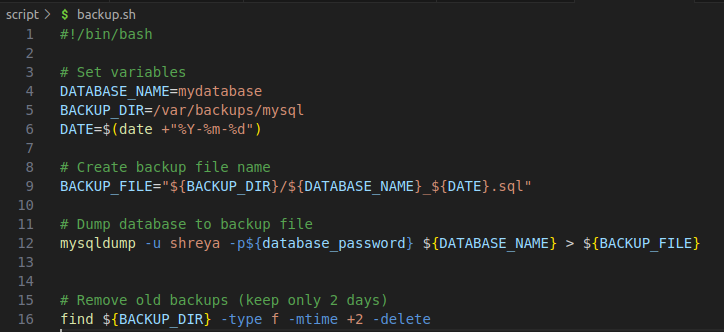 script > $ backup.sh
1 #!/bin/bash
2
3 # Set variables
4 DATABASE_NAME=mydatabase
5 BACKUP_DIR=/var/backups/mysql
6 DATE=$(date +"%Y-%m-%d")
7
8 # Create backup file name
9 BACKUP_FILE="${BACKUP_DIR}/${DATABASE_NAME}_${DATE}.sql"
10
11 # Dump database to backup file
12 mysqldump -u shreya -p${database_password} ${DATABASE_NAME} > ${BACKUP_FILE}
13
14
15 # Remove old backups (keep only 2 days)
16 find ${BACKUP_DIR} -type f -mtime +2 -delete